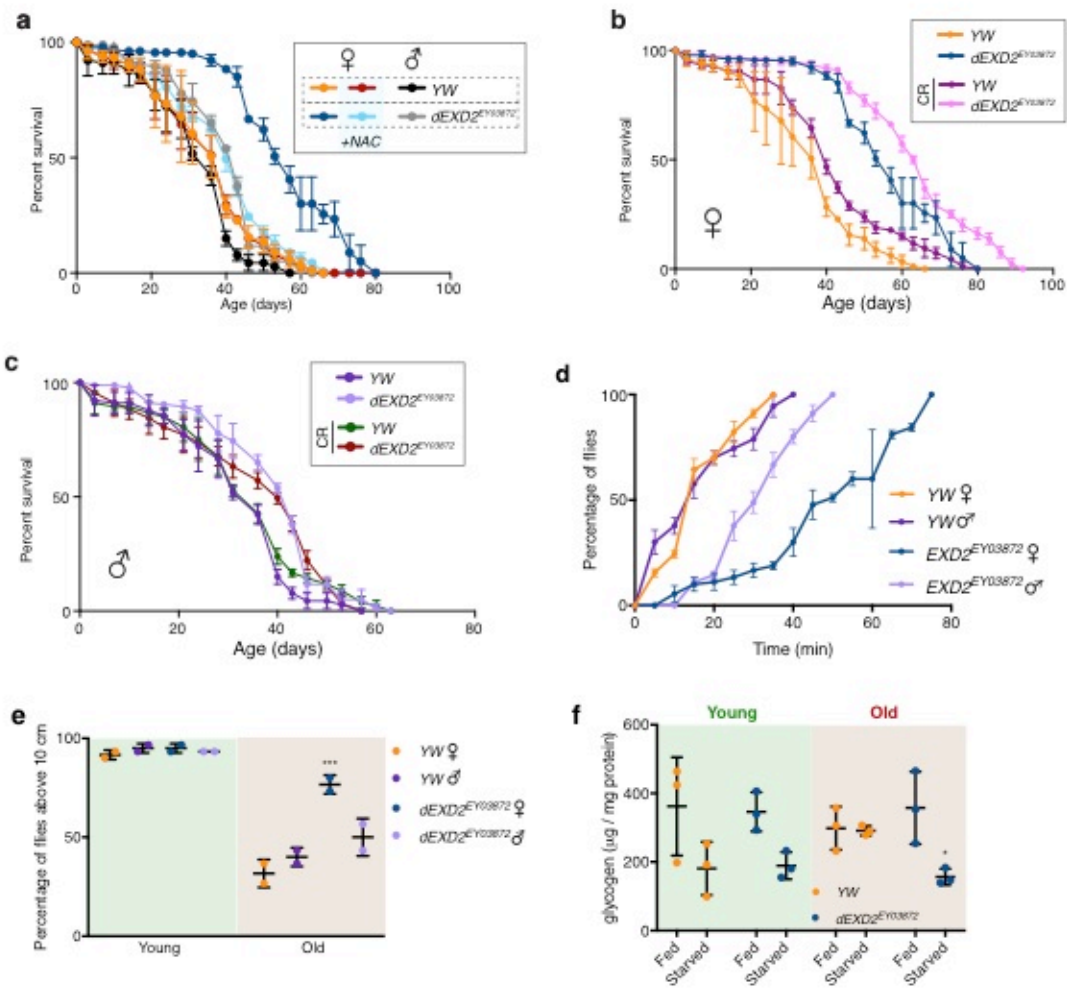 a
Percent survival
100
50
0
0 20 40 60 80 100
Age (days)
♀ ♂
YW
dEXD2EY03872
+NAC
b
Percent survival
100
50
0
0 20 40 60 80 100
Age (days)
♀
YW
dEXD2EY03872
CR
YW
dEXD2EY03872
c
Percent survival
100
50
0
0 20 40 60 80
Age (days)
♂
YW
dEXD2EY03872
CR
YW
dEXD2EY03872
d
Percentage of flies
100
50
0
0 20 40 60 80
Time (min)
YW ♀
YW ♂
EXD2EY03872 ♀
EXD2EY03872 ♂
e
Percentage of flies above 10 cm
100
50
0
***
Young Old
YW ♀
YW ♂
dEXD2EY03872 ♀
dEXD2EY03872 ♂
f
Young Old
glycogen (μg / mg protein)
600
400
200
0
*
YW
dEXD2EY03872
Fed Starved Fed Starved Fed Starved Fed Starved